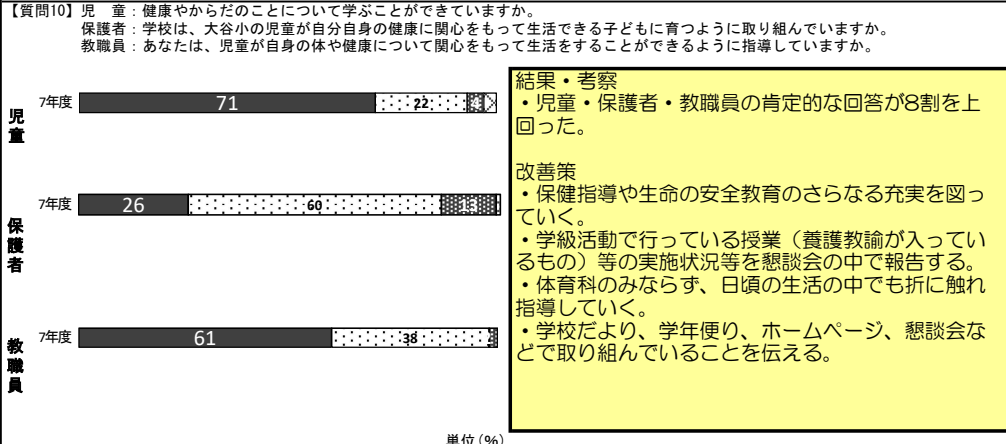 【質問10】児　童：健康やからだのことについて学ぶことができていますか。
保護者：学校は、大谷小の児童が自分自身の健康に関心をもって生活できる子どもに育つように取り組んでいますか。
教職員：あなたは、児童が自身の体や健康について関心をもって生活をすることができるように指導していますか。
児童
7年度
71
22
4
保護者
7年度
26
60
13
教職員
7年度
61
38
単位(%)
結果・考察
・児童・保護者・教職員の肯定的な回答が8割を上
回った。
改善策
・保健指導や生命の安全教育のさらなる充実を図っ
ていく。
・学級活動で行っている授業（養護教諭が入ってい
るもの）等の実施状況等を懇談会の中で報告する。
・体育科のみならず、日頃の生活の中でも折に触れ
指導していく。
・学校だより、学年便り、ホームページ、懇談会な
どで取り組んでいることを伝える。